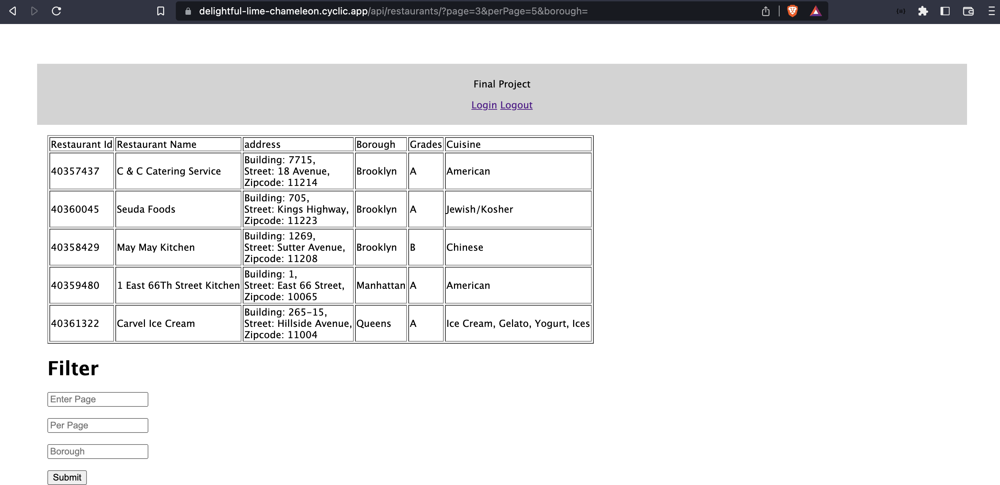 delightful-lime-chameleon.cyclic.app/api/restaurants/?page=3&perPage=5&borough=
Final Project
Login Logout
Restaurant Id Restaurant Name address Borough Grades Cuisine
40357437 C & C Catering Service Building: 7715, Street: 18 Avenue, Zipcode: 11214 Brooklyn A American
40360045 Seuda Foods Building: 705, Street: Kings Highway, Zipcode: 11223 Brooklyn A Jewish/Kosher
40358429 May May Kitchen Building: 1269, Street: Sutter Avenue, Zipcode: 11208 Brooklyn B Chinese
40359480 1 East 66Th Street Kitchen Building: 1, Street: East 66 Street, Zipcode: 10065 Manhattan A American
40361322 Carvel Ice Cream Building: 265-15, Street: Hillside Avenue, Zipcode: 11004 Queens A Ice Cream, Gelato, Yogurt, Ices
Filter
Enter Page
Per Page
Borough
Submit